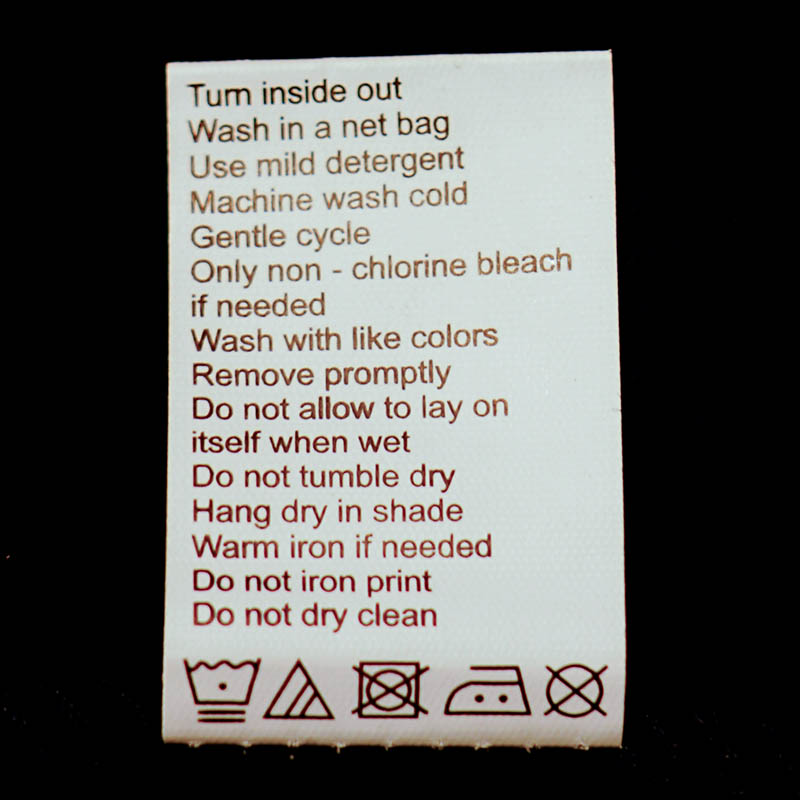 Turn inside out
Wash in a net bag
Use mild detergent
Machine wash cold
Gentle cycle
Only non - chlorine bleach
if needed
Wash with like colors
Remove promptly
Do not allow to lay on
itself when wet
Do not tumble dry
Hang dry in shade
Warm iron if needed
Do not iron print
Do not dry clean